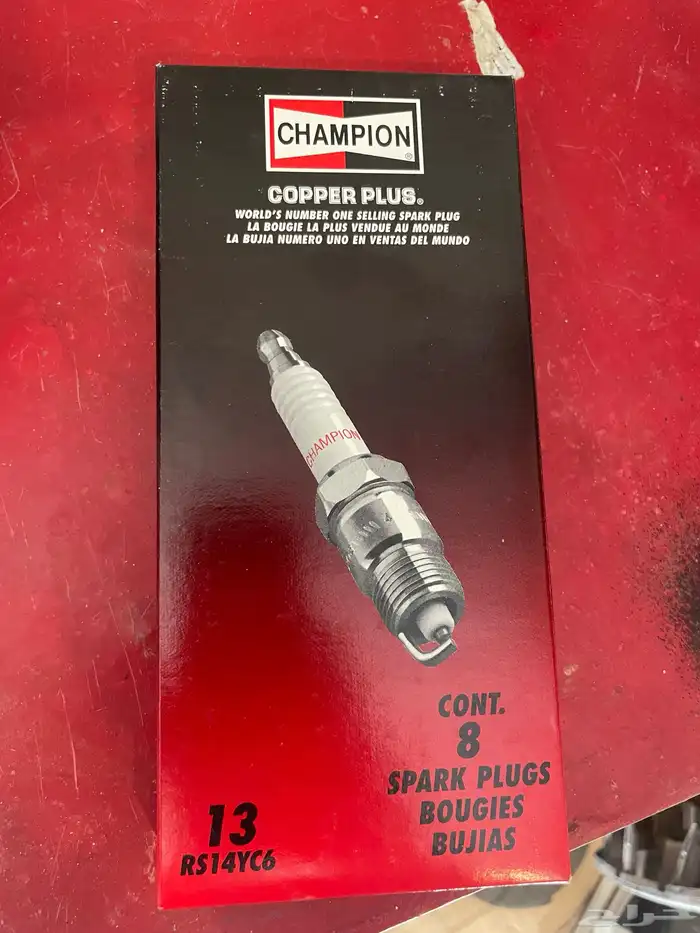 CHAMPION
COPPER PLUS®
WORLD'S NUMBER ONE SELLING SPARK PLUG
LA BOUGIE LA PLUS VENDUE AU MONDE
LA BUJIA NUMERO UNO EN VENTAS DEL MUNDO
CHAMPION
CONT.
8
SPARK PLUGS
BOUGIES
BUJIAS
13
RS14YC6
حراج